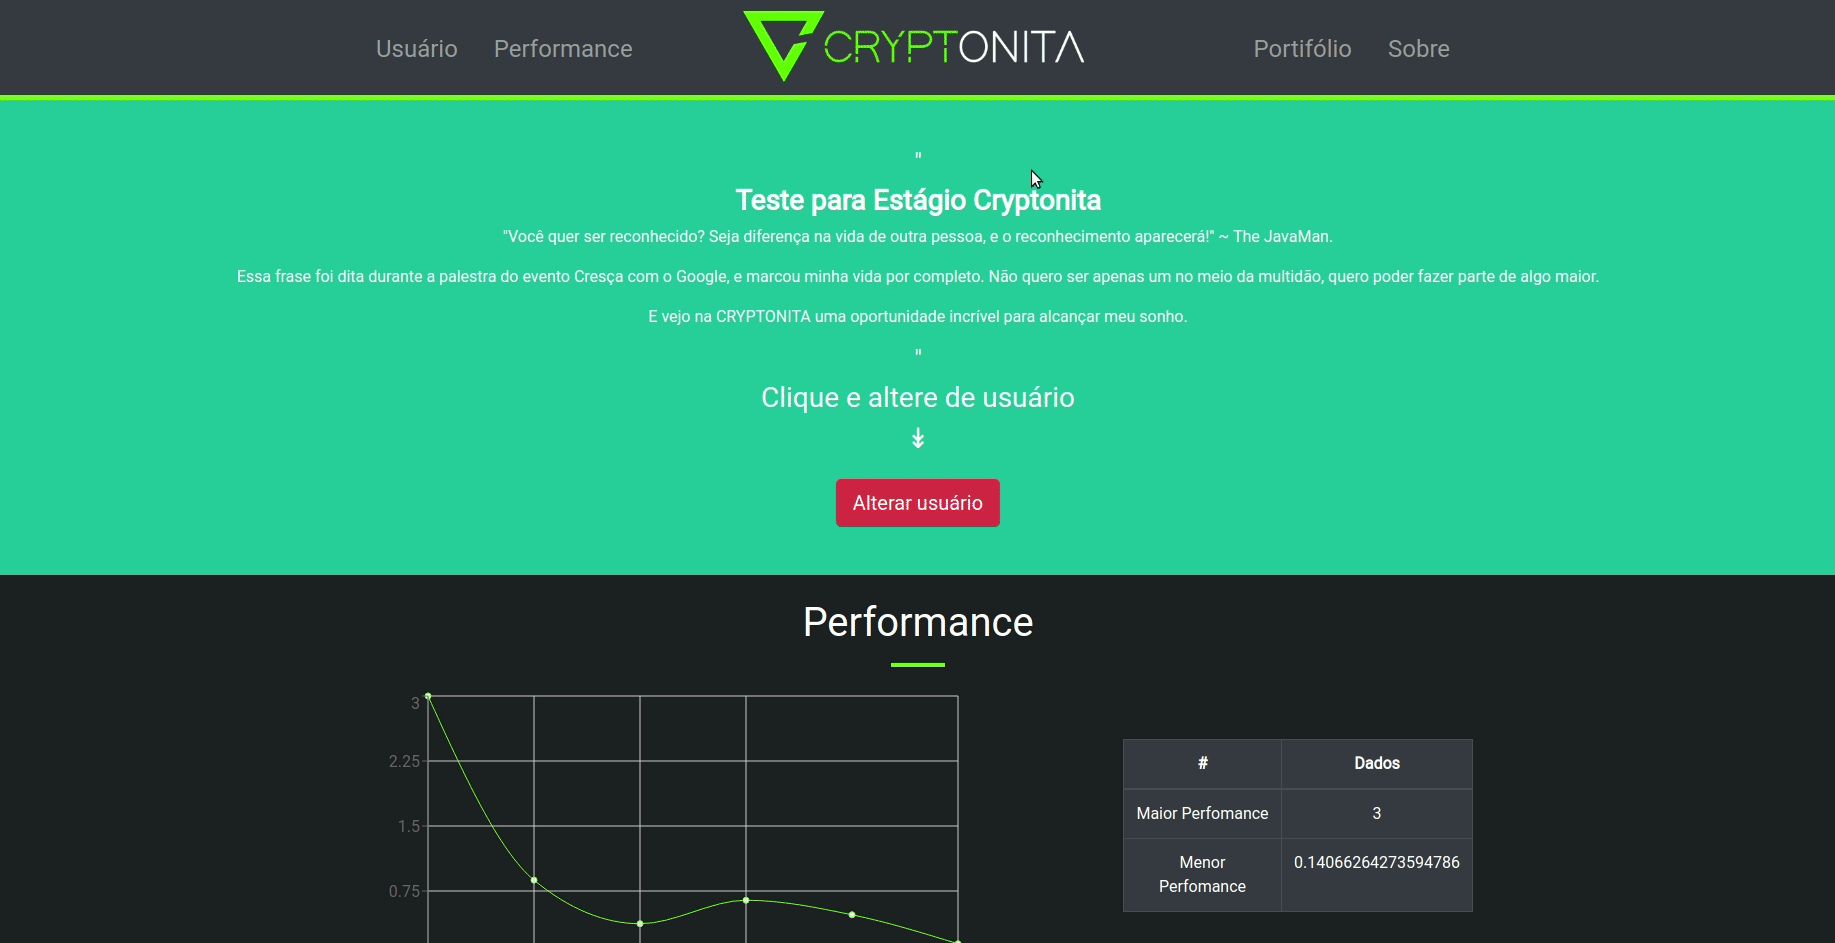 Usuário Performance CRYPTONITA Portifólio Sobre
"
Teste para Estágio Cryptonita
"Você quer ser reconhecido? Seja diferença na vida de outra pessoa, e o reconhecimento aparecerá!" ~ The JavaMan.
Essa frase foi dita durante a palestra do evento Cresça com o Google, e marcou minha vida por completo. Não quero ser apenas um no meio da multidão, quero poder fazer parte de algo maior.
E vejo na CRYPTONITA uma oportunidade incrível para alcançar meu sonho.
"
Clique e altere de usuário
↡
Alterar usuário
Performance
3
2.25
1.5
0.75
# Dados
Maior Perfomance 3
Menor 0.14066264273594786
Perfomance